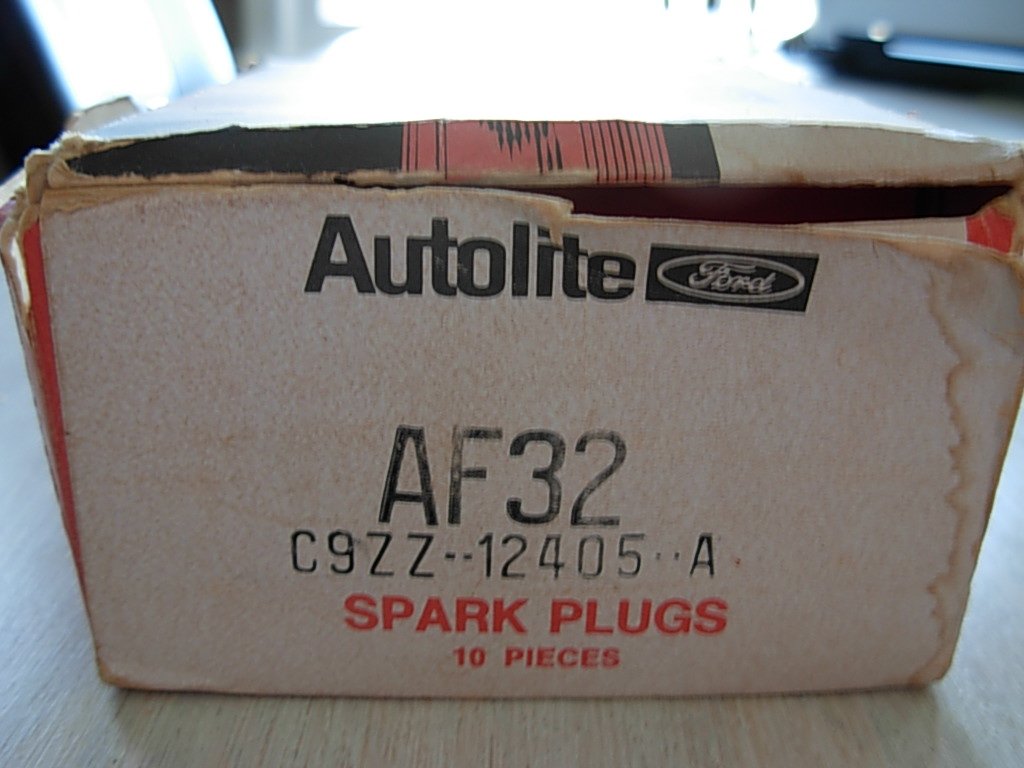 Autolite Ford
AF32
C9ZZ--12405--A
SPARK PLUGS
10 PIECES